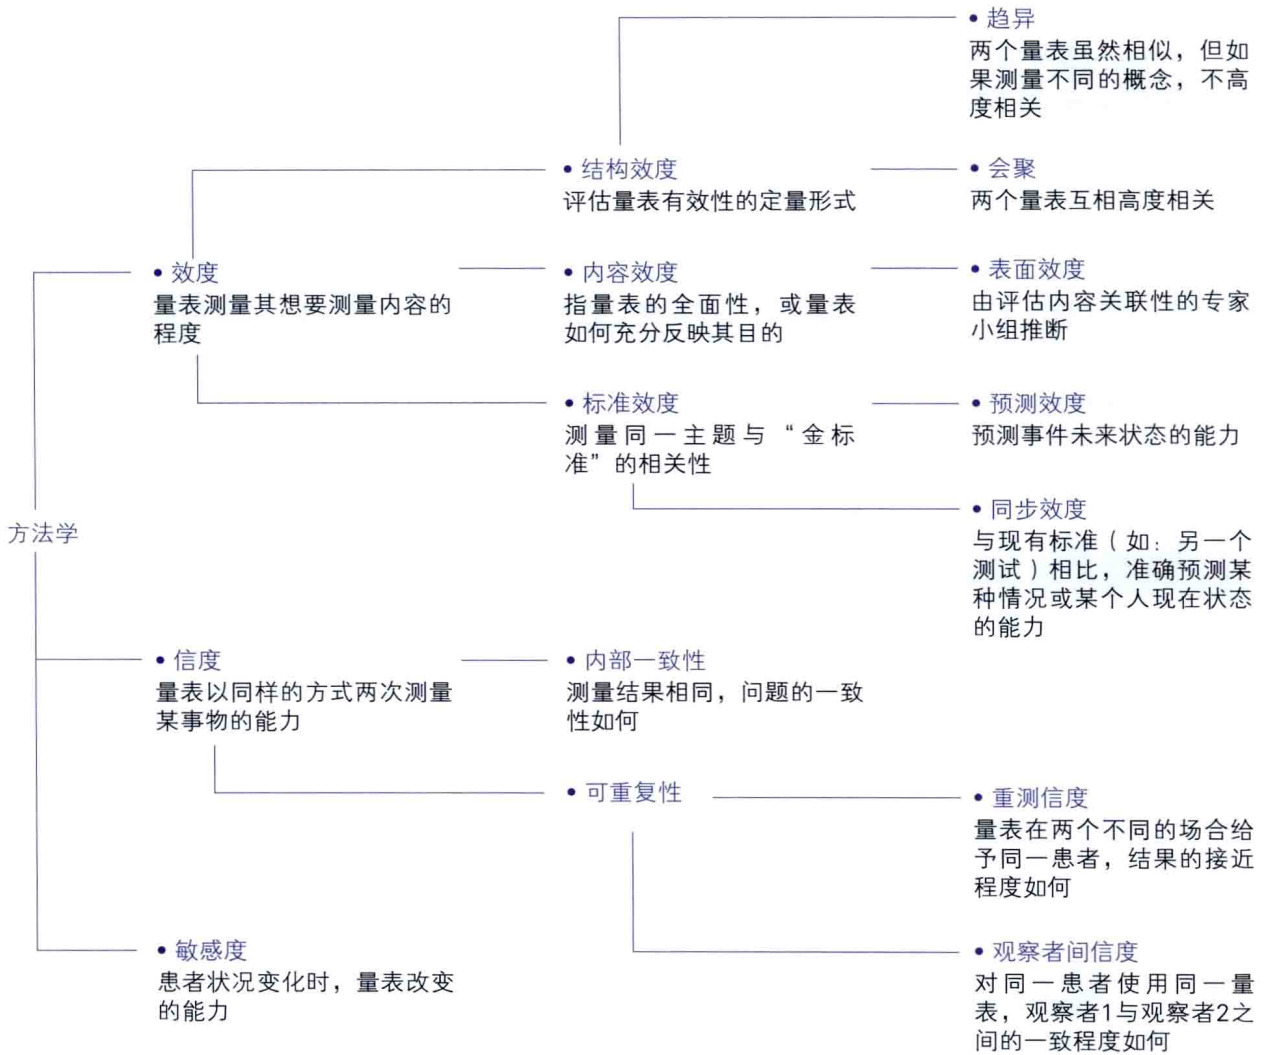 • 趋异
两个量表虽然相似，但如
果测量不同的概念，不高
度相关
• 结构效度
评估量表有效性的定量形式
• 会聚
两个量表互相高度相关
• 效度
量表测量其想要测量内容的
程度
• 内容效度
指量表的全面性，或量表
如何充分反映其目的
• 表面效度
由评估内容关联性的专家
小组推断
• 标准效度
测量同一主题与“金标
准”的相关性
• 预测效度
预测事件未来状态的能力
• 同步效度
与现有标准（如：另一个
测试）相比，准确预测某
种情况或某个人现在状态
的能力
方法学
• 信度
量表以同样的方式两次测量
某事物的能力
• 内部一致性
测量结果相同，问题的一致
性如何
• 可重复性
• 重测信度
量表在两个不同的场合给
予同一患者，结果的接近
程度如何
• 敏感度
患者状况变化时，量表改变
的能力
• 观察者间信度
对同一患者使用同一量
表，观察者1与观察者2之
间的一致程度如何